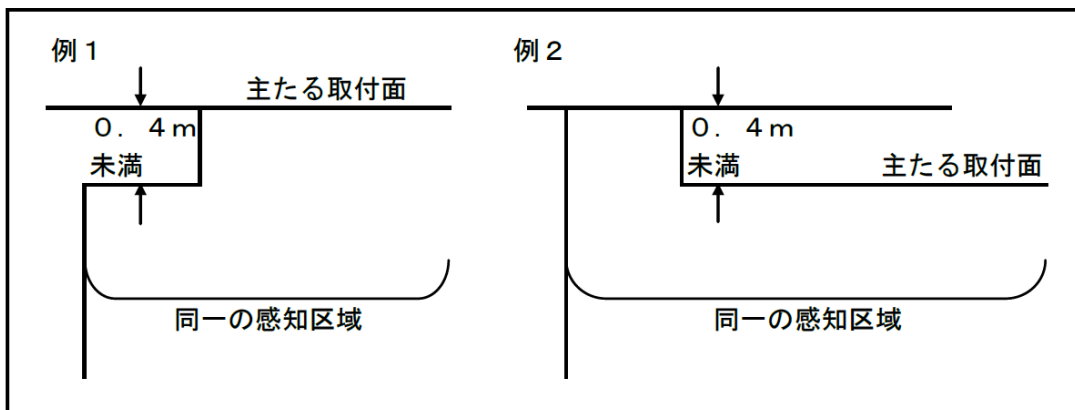 例1
主たる取付面
0.4m
未満
同一の感知区域
例2
0.4m
未満
主たる取付面
同一の感知区域